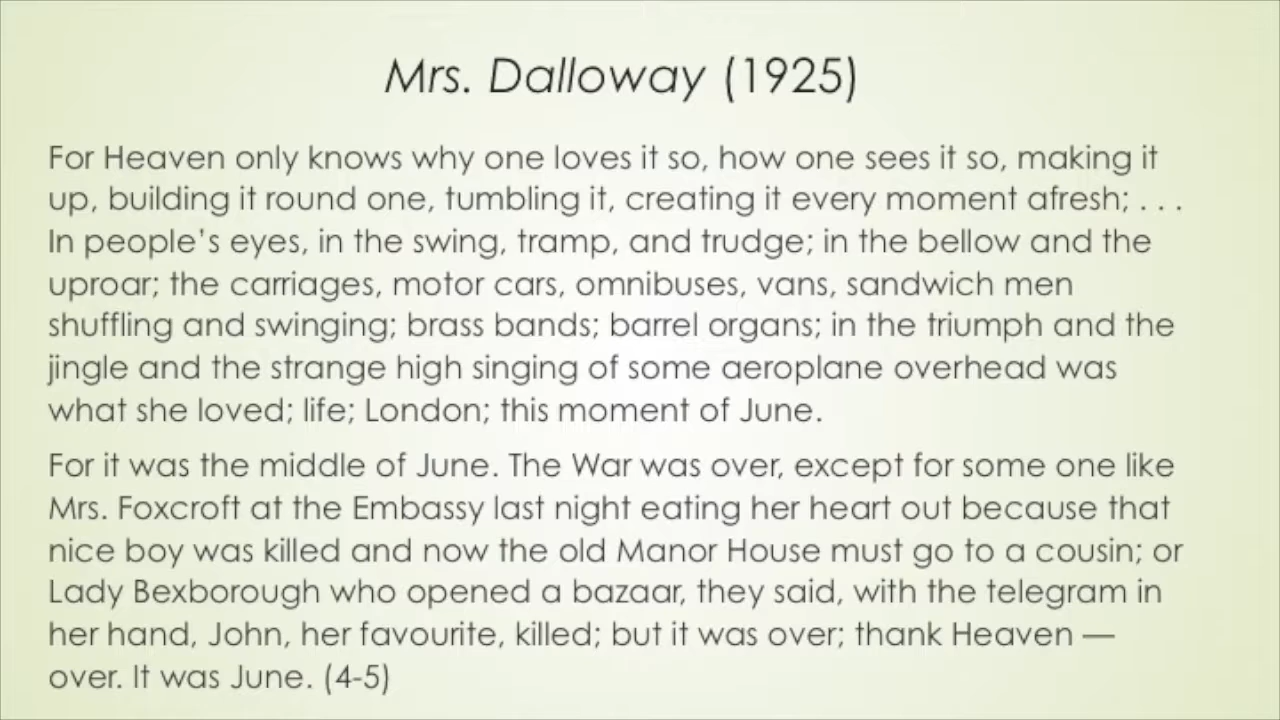 Mrs. Dalloway (1925)
For Heaven only knows why one loves it so, how one sees it so, making it
up, building it round one, tumbling it, creating it every moment afresh; . . .
In people's eyes, in the swing, tramp, and trudge; in the bellow and the
uproar; the carriages, motor cars, omnibuses, vans, sandwich men
shuffling and swinging; brass bands; barrel organs; in the triumph and the
jingle and the strange high singing of some aeroplane overhead was
what she loved; life; London; this moment of June.
For it was the middle of June. The War was over, except for some one like
Mrs. Foxcroft at the Embassy last night eating her heart out because that
nice boy was killed and now the old Manor House must go to a cousin; or
Lady Bexborough who opened a bazaar, they said, with the telegram in
her hand, John, her favourite, killed; but it was over; thank Heaven —
over. It was June. (4-5)